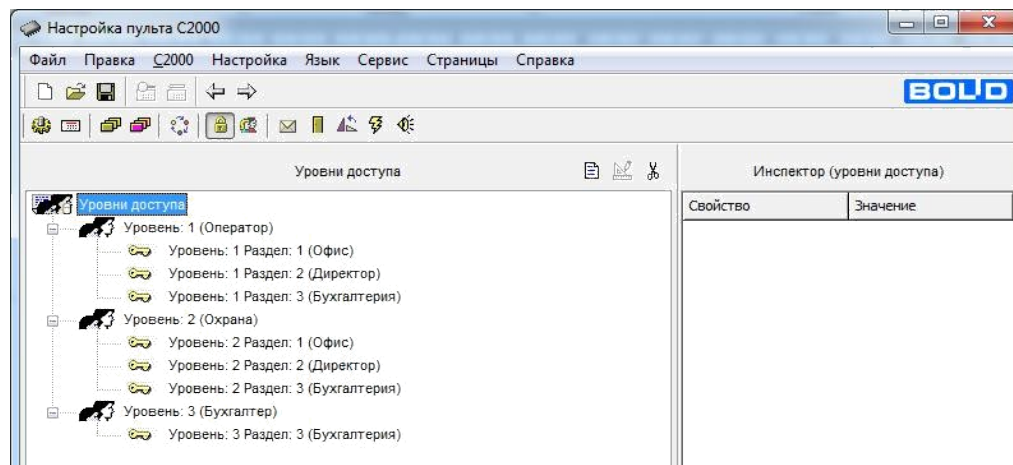 Настройка пульта С2000
Файл Правка С2000 Настройка Язык Сервис Страницы Справка
BOLID
Уровни доступа
Инспектор (уровни доступа)
Свойство Значение
Уровни доступа
Уровень: 1 (Оператор)
Уровень: 1 Раздел: 1 (Офис)
Уровень: 1 Раздел: 2 (Директор)
Уровень: 1 Раздел: 3 (Бухгалтерия)
Уровень: 2 (Охрана)
Уровень: 2 Раздел: 1 (Офис)
Уровень: 2 Раздел: 2 (Директор)
Уровень: 2 Раздел: 3 (Бухгалтерия)
Уровень: 3 (Бухгалтер)
Уровень: 3 Раздел: 3 (Бухгалтерия)